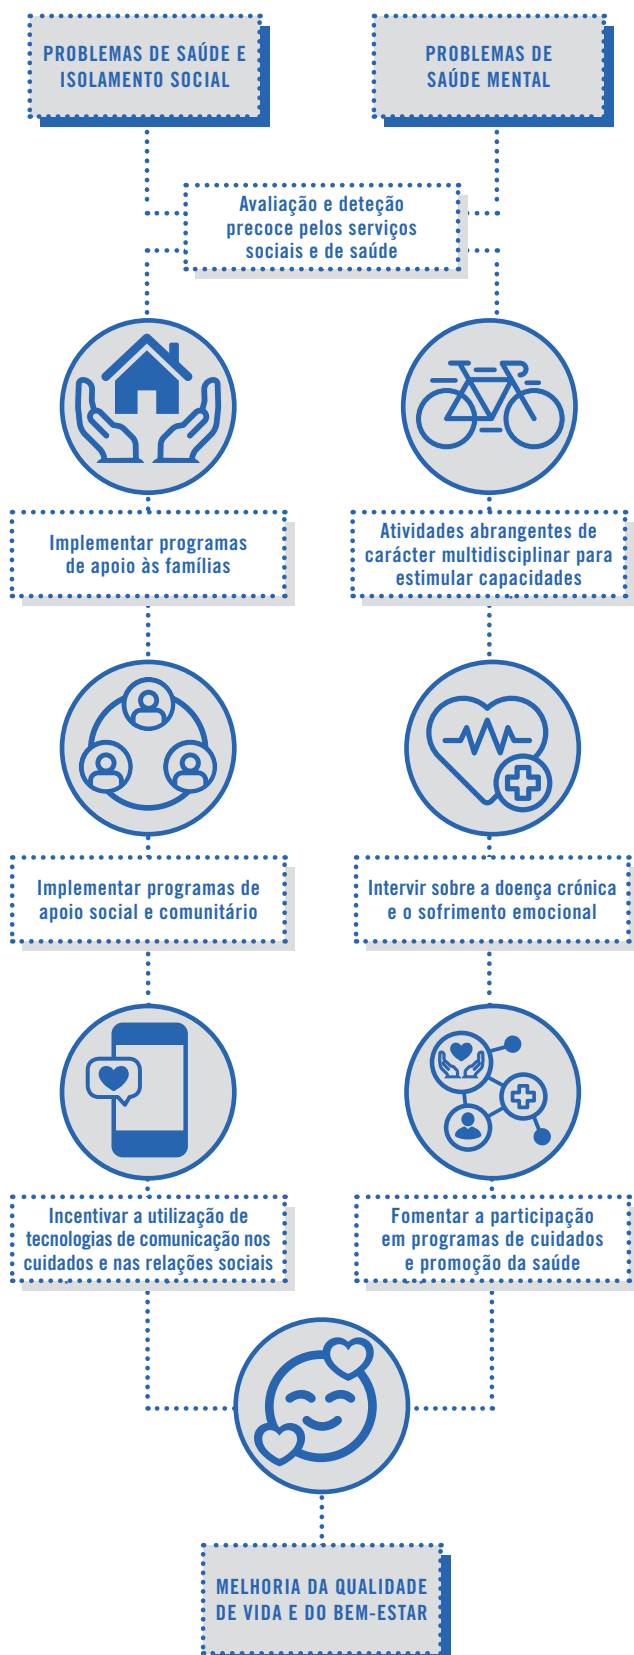 PROBLEMAS DE SAÚDE E
ISOLAMENTO SOCIAL
PROBLEMAS DE
SAÚDE MENTAL
Avaliação e deteção
precoce pelos serviços
sociais e de saúde
Implementar programas
de apoio às famílias
Atividades abrangentes de
carácter multidisciplinar para
estimular capacidades
Implementar programas de
apoio social e comunitário
Intervir sobre a doença crónica
e o sofrimento emocional
Incentivar a utilização de
tecnologias de comunicação nos
cuidados e nas relações sociais
Fomentar a participação
em programas de cuidados
e promoção da saúde
MELHORIA DA QUALIDADE
DE VIDA E DO BEM-ESTAR